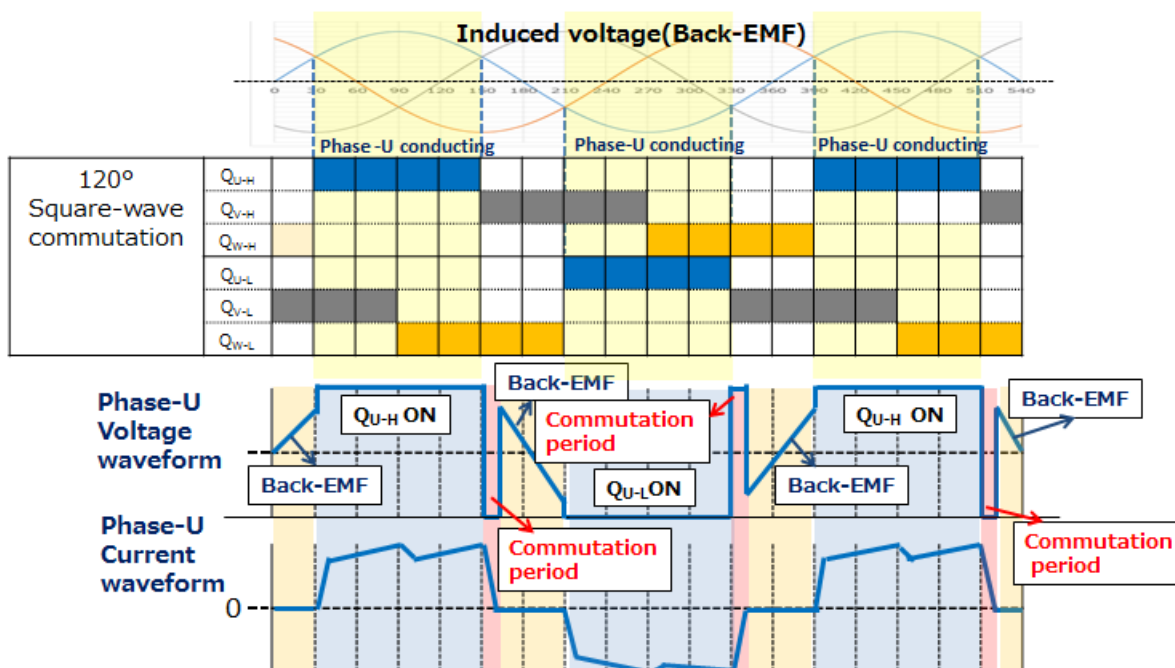 Induced voltage(Back-EMF)
0 30 60 90 120 150 180 210 240 270 300 330 360 390 420 450 480 510 540
Phase -U conducting
Phase-U conducting
Phase-U conducting
120°
Square-wave
commutation
QU-H
QV-H
QW-H
QU-L
QV-L
QW-L
Phase-U
Voltage
waveform
Back-EMF
QU-H ON
Back-EMF
Commutation
period
QU-LON
Back-EMF
QU-H ON
Back-EMF
Phase-U
Current
waveform
Commutation
period
Commutation
period
0